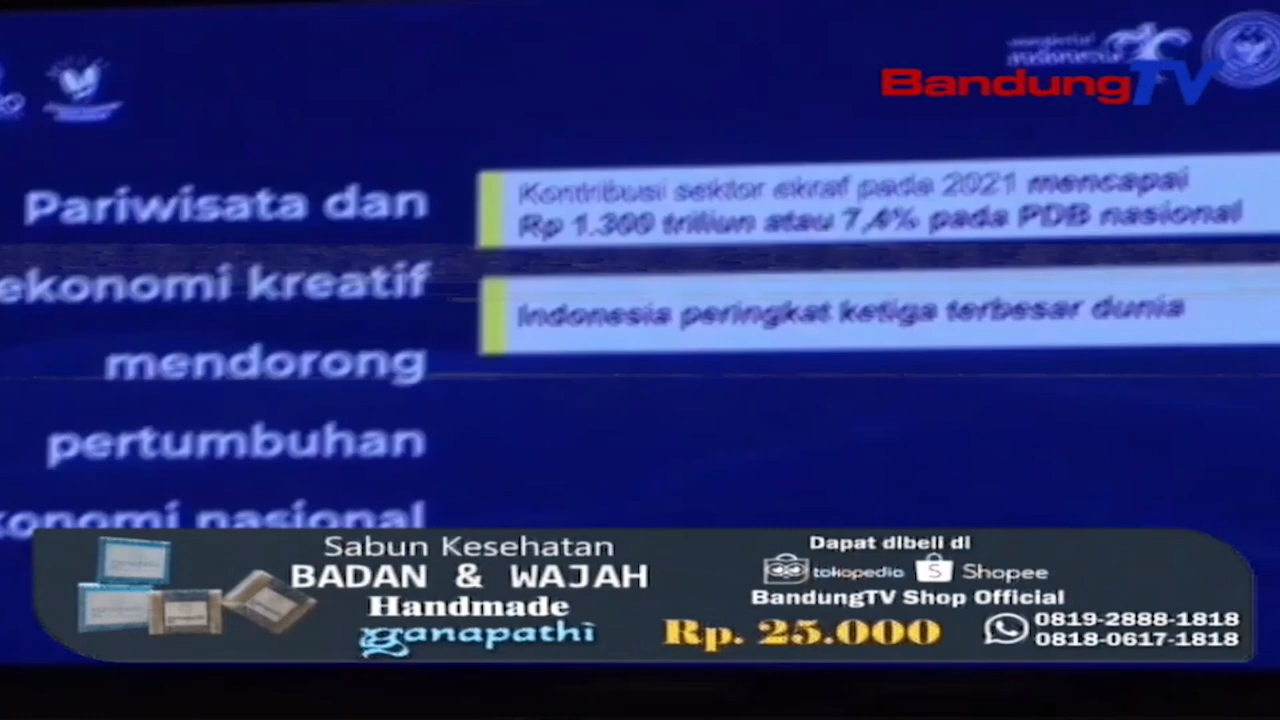 BandungTV
Pariwisata dan
ekonomi kreatif
mendorong
pertumbuhan
konomi nasional
Kontribusi sektor ekraf pada 2021 mencapai
Rp 1.300 triliun atau 7,4% pada PDB nasional
Indonesia peringkat ketiga terbesar dunia
Sabun Kesehatan
BADAN & WAJAH
Handmade
ganapathi
Rp. 25.000
Dapat dibeli di
tokopedia Shopee
BandungTV Shop Official
0819-2888-1818
0818-0617-1818